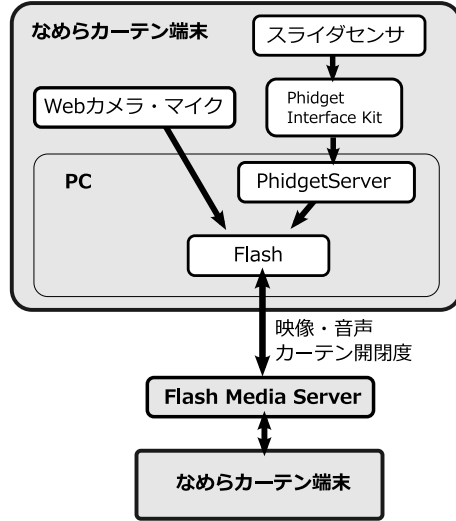 なめらカーテン端末
スライダセンサ
Webカメラ・マイク
Phidget
Interface Kit
PC
PhidgetServer
Flash
映像・音声
カーテン開閉度
Flash Media Server
なめらカーテン端末